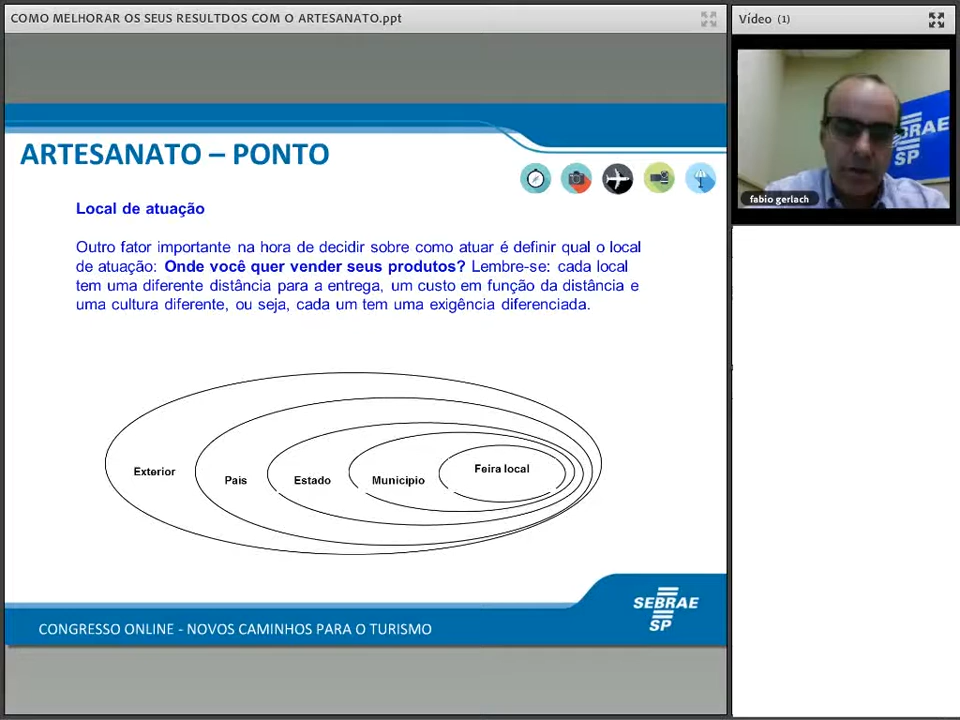 COMO MELHORAR OS SEUS RESULTDOS COM O ARTESANATO.ppt
Vídeo (1)
SEBRAE
SP
fabio gerlach
ARTESANATO – PONTO
Local de atuação
Outro fator importante na hora de decidir sobre como atuar é definir qual o local
de atuação: Onde você quer vender seus produtos? Lembre-se: cada local
tem uma diferente distância para a entrega, um custo em função da distância e
uma cultura diferente, ou seja, cada um tem uma exigência diferenciada.
Exterior
Pais
Estado
Município
Feira local
SEBRAE
SP
CONGRESSO ONLINE - NOVOS CAMINHOS PARA O TURISMO